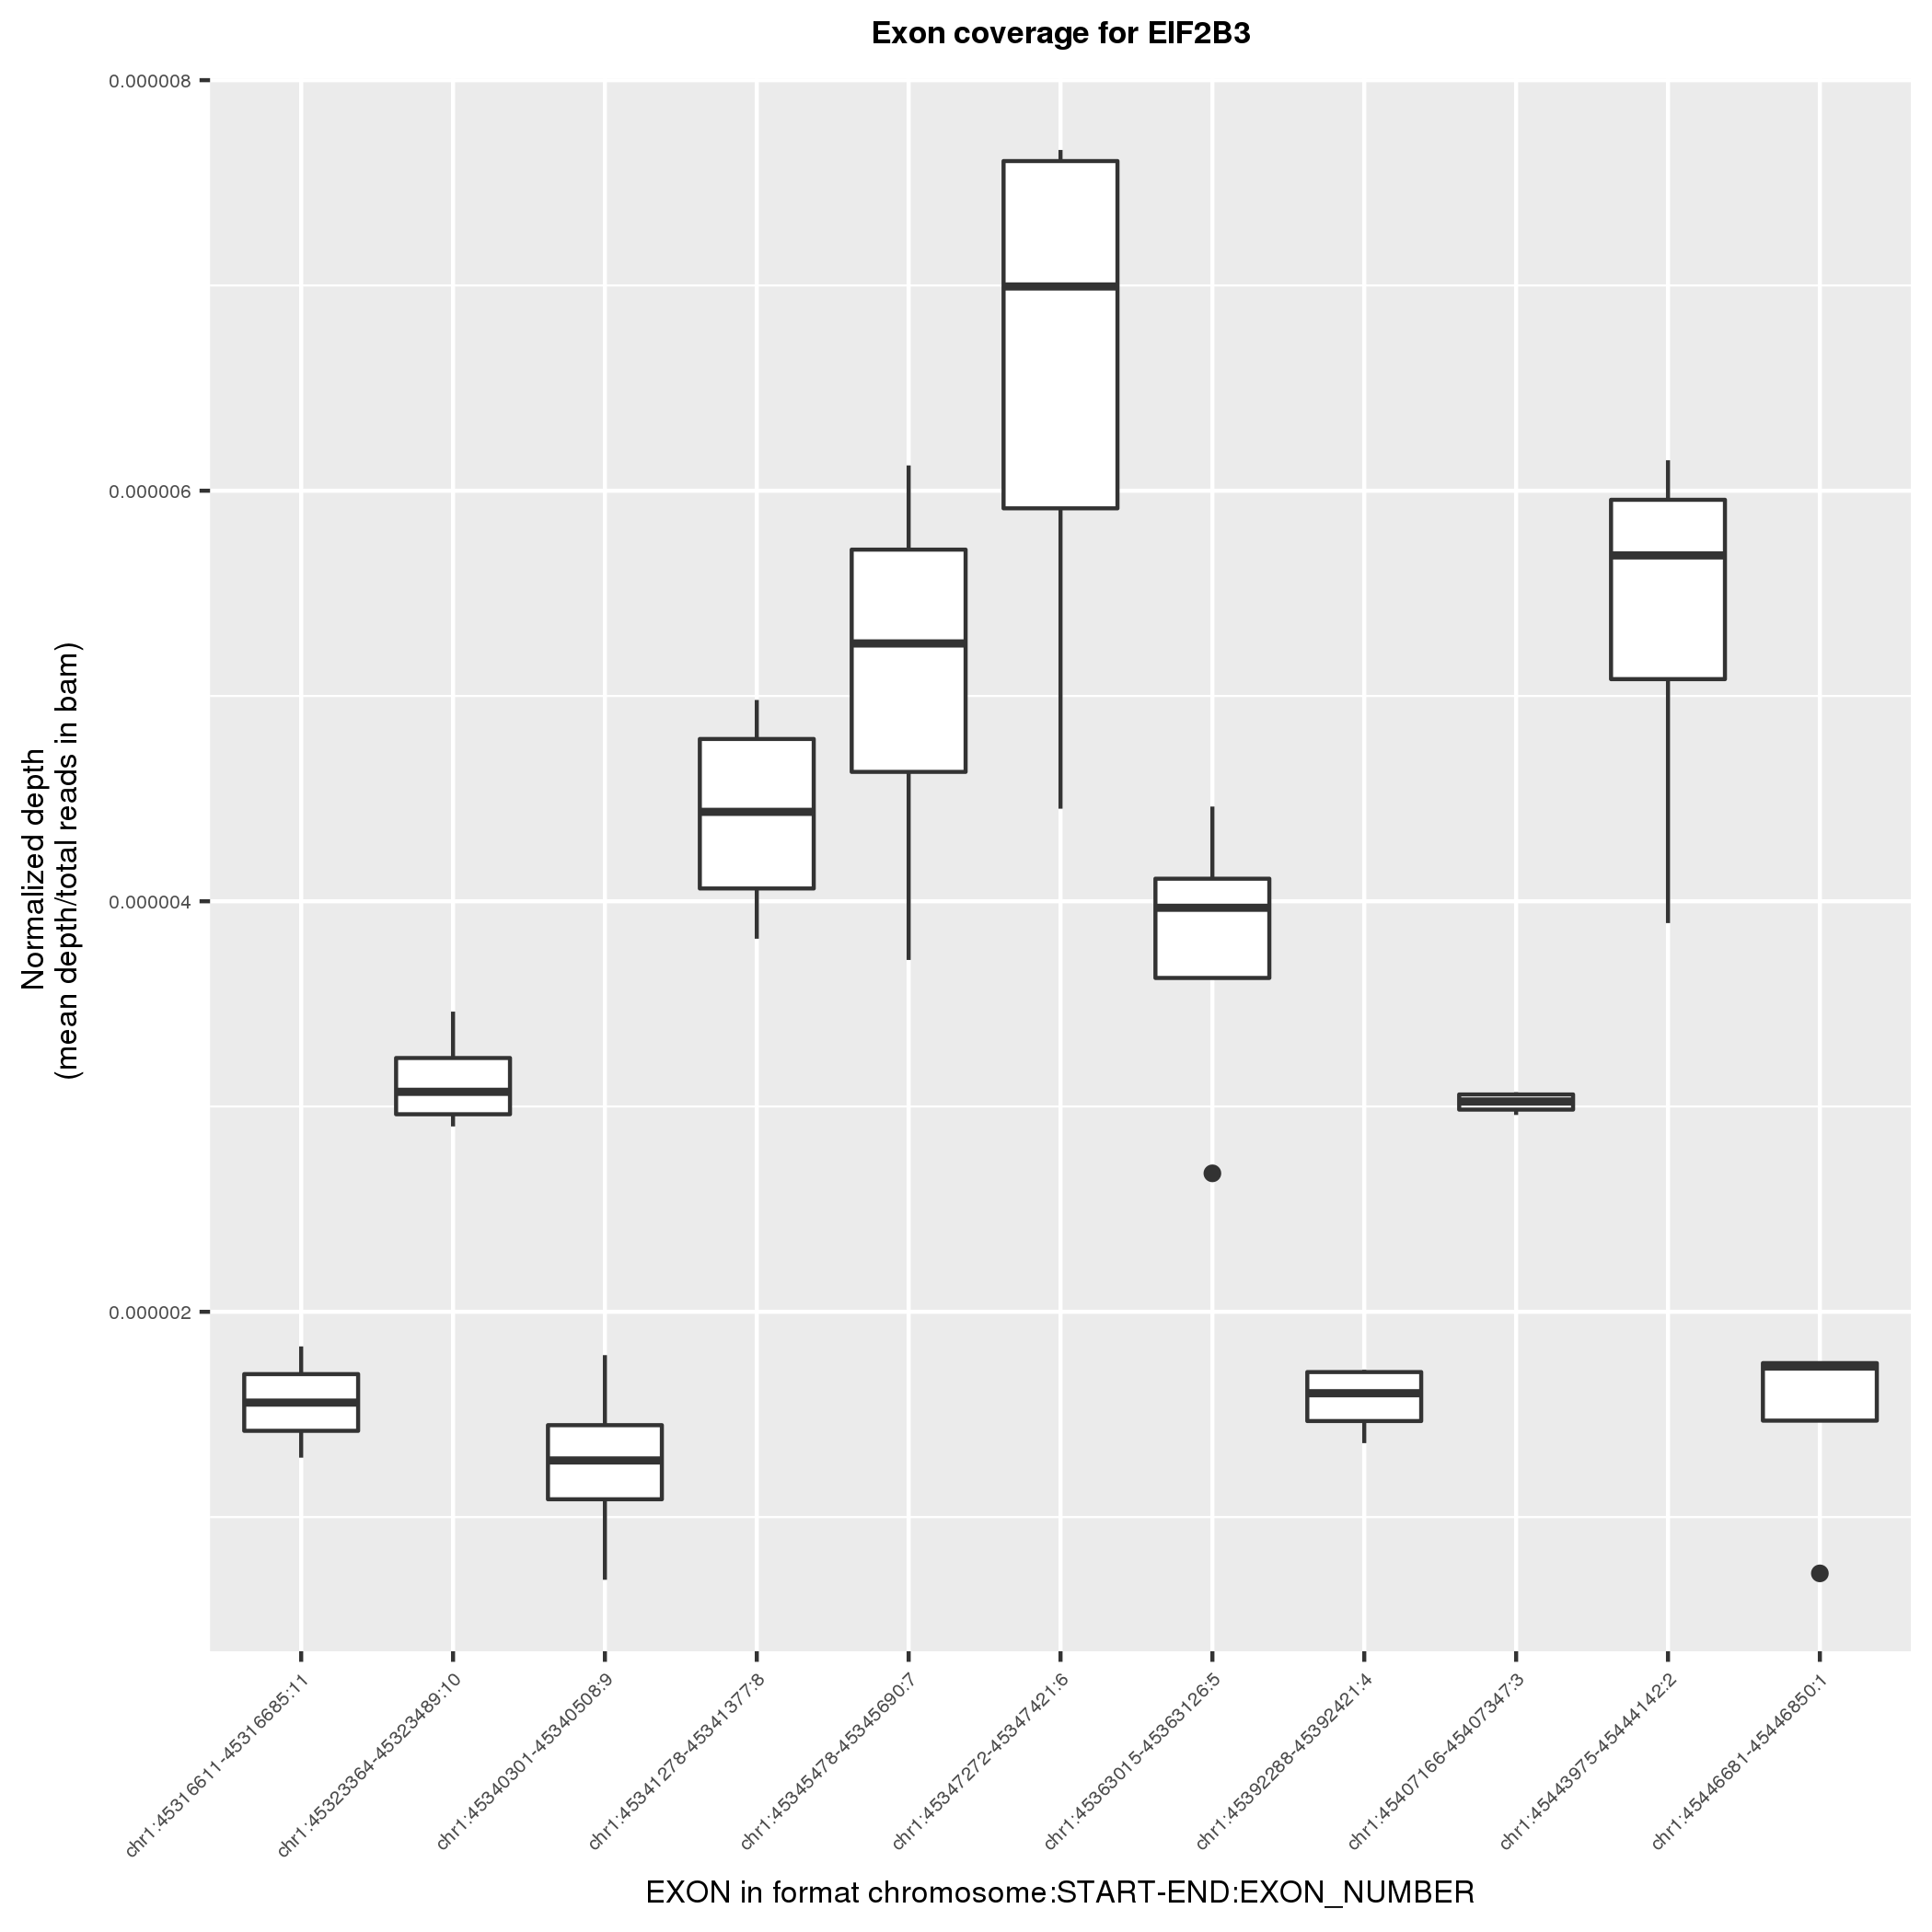 Exon coverage for EIF2B3
0.000008
0.000006
0.000004
0.000002
Normalized depth
(mean depth/total reads in bam)
chr1:45316611-45316685:11
chr1:45323364-45323489:10
chr1:45340301-45340508:9
chr1:45341278-45341377:8
chr1:45345478-45345690:7
chr1:45347272-45347421:6
chr1:45363015-45363126:5
chr1:45392288-45392421:4
chr1:45407166-45407347:3
chr1:45443975-45444142:2
chr1:45446681-45446850:1
EXON in format chromosome:START-END:EXON_NUMBER